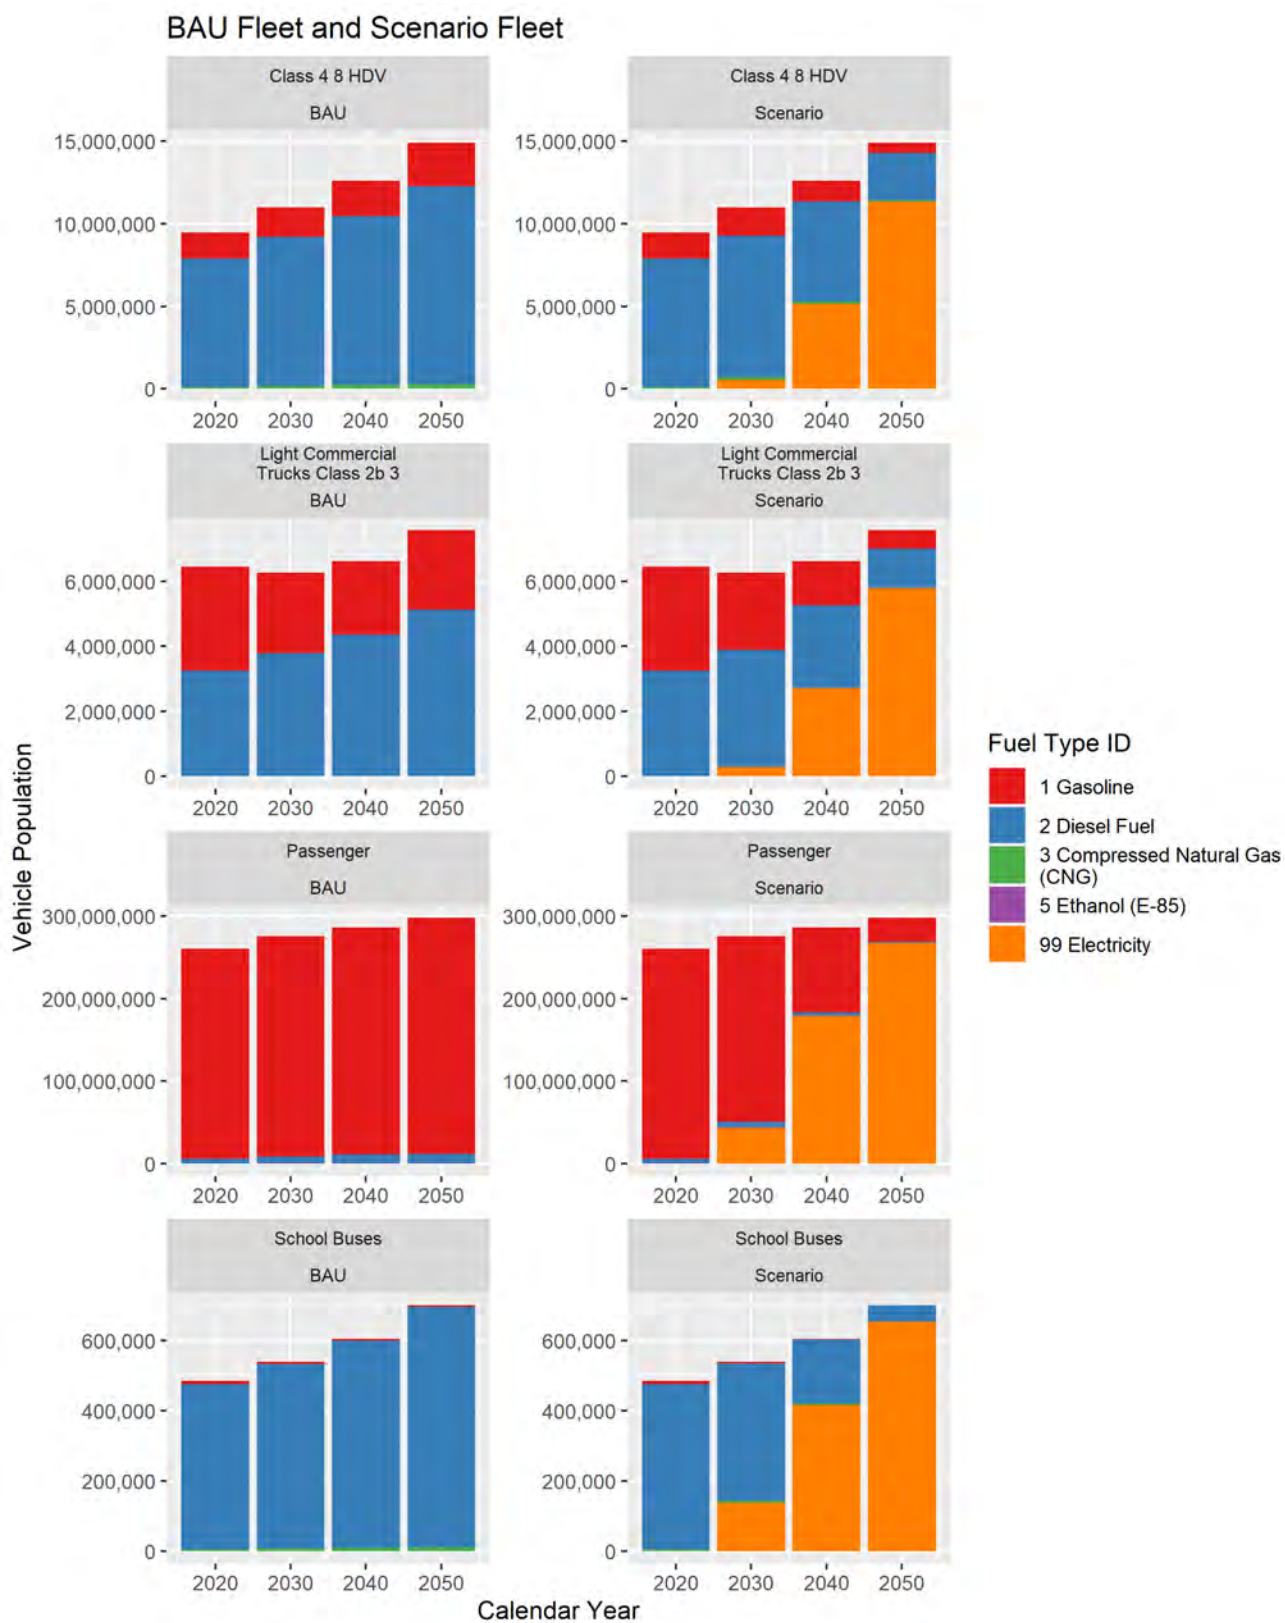 BAU Fleet and Scenario Fleet
Class 4 8 HDV
BAU
15,000,000
10,000,000
5,000,000
0
2020 2030 2040 2050
Class 4 8 HDV
Scenario
15,000,000
10,000,000
5,000,000
0
2020 2030 2040 2050
Light Commercial
Trucks Class 2b 3
BAU
6,000,000
4,000,000
2,000,000
0
2020 2030 2040 2050
Light Commercial
Trucks Class 2b 3
Scenario
6,000,000
4,000,000
2,000,000
0
2020 2030 2040 2050
Passenger
BAU
300,000,000
200,000,000
100,000,000
0
2020 2030 2040 2050
Passenger
Scenario
300,000,000
200,000,000
100,000,000
0
2020 2030 2040 2050
School Buses
BAU
600,000
400,000
200,000
0
2020 2030 2040 2050
School Buses
Scenario
600,000
400,000
200,000
0
2020 2030 2040 2050
Vehicle Population
Calendar Year
Fuel Type ID
1 Gasoline
2 Diesel Fuel
3 Compressed Natural Gas
(CNG)
5 Ethanol (E-85)
99 Electricity